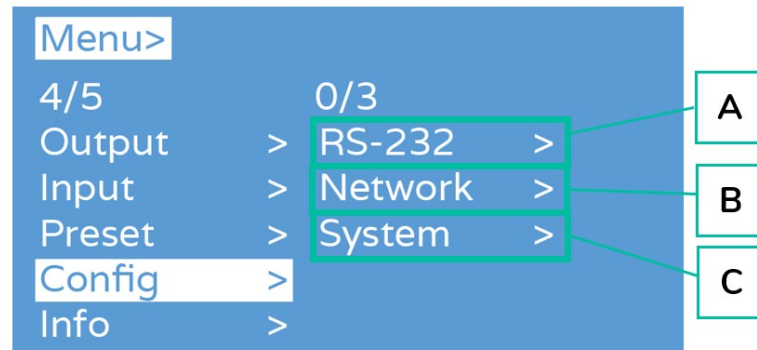 Menu>
4/5 0/3
Output > RS-232 > A
Input > Network > B
Preset > System >
Config > C
Info >